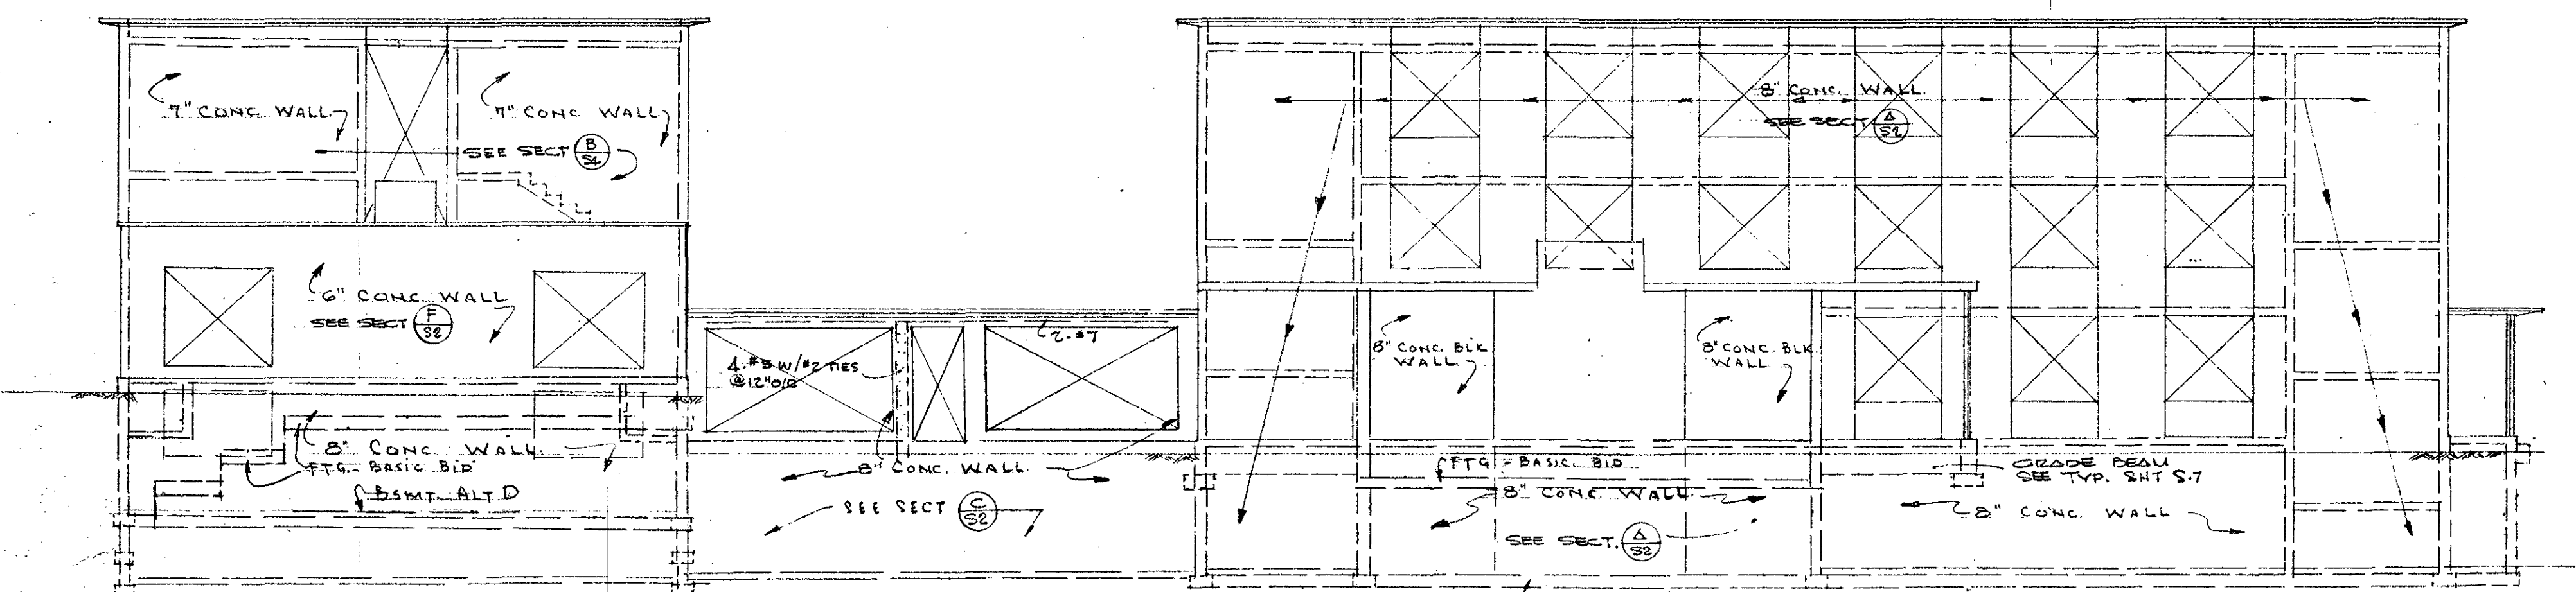 7" CONC. WALL
7" CONC WALL
SEE SECT B
S4
6" CONC. WALL
SEE SECT F
S2
8" CONC. WALL
FTG - BASIC BID
BSMT. ALT D
4-#5 W/#2 TIES
@12"O/C
2-#7
8" CONC. WALL
SEE SECT C
S2
8" CONC. WALL
SEE SECT. A
S2
8" CONC. BLK
WALL
8" CONC. BLK.
WALL
FTG - BASIC BID
8" CONC. WALL
SEE SECT. A
S2
GRADE BEAM
SEE TYP. SHT S-7
8" CONC. WALL